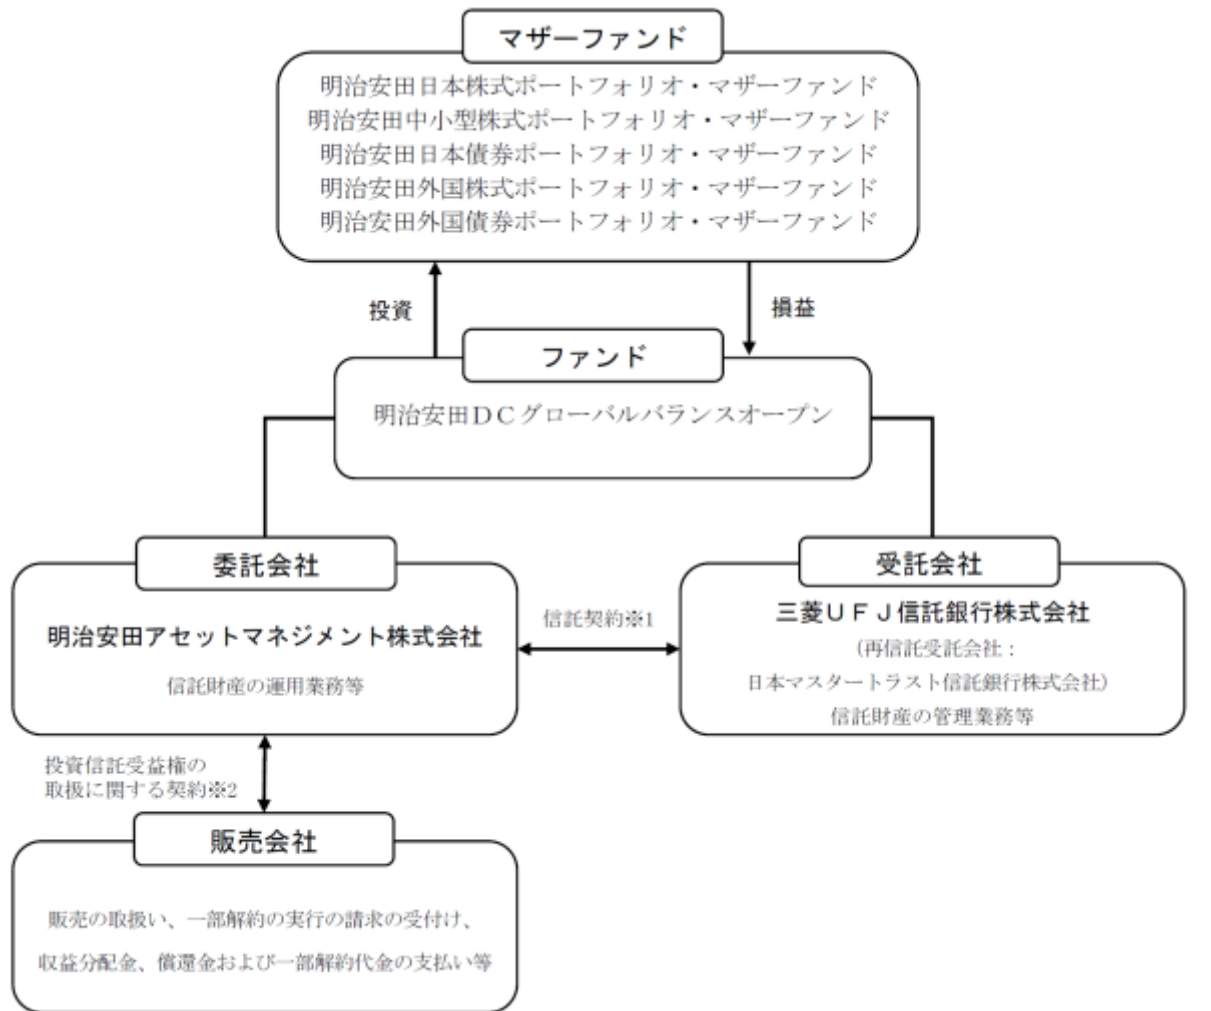 マザーファンド
明治安田日本株式ポートフォリオ・マザーファンド
明治安田中小型株式ポートフォリオ・マザーファンド
明治安田日本債券ポートフォリオ・マザーファンド
明治安田外国株式ポートフォリオ・マザーファンド
明治安田外国債券ポートフォリオ・マザーファンド
投資
損益
ファンド
明治安田DCグローバルバランスオープン
委託会社
明治安田アセットマネジメント株式会社
信託財産の運用業務等
信託契約※1
受託会社
三菱UFJ信託銀行株式会社
(再信託受託会社:
日本マスタートラスト信託銀行株式会社)
信託財産の管理業務等
投資信託受益権の
取扱に関する契約※2
販売会社
販売の取扱い、一部解約の実行の請求の受付け、
収益分配金、償還金および一部解約代金の支払い等